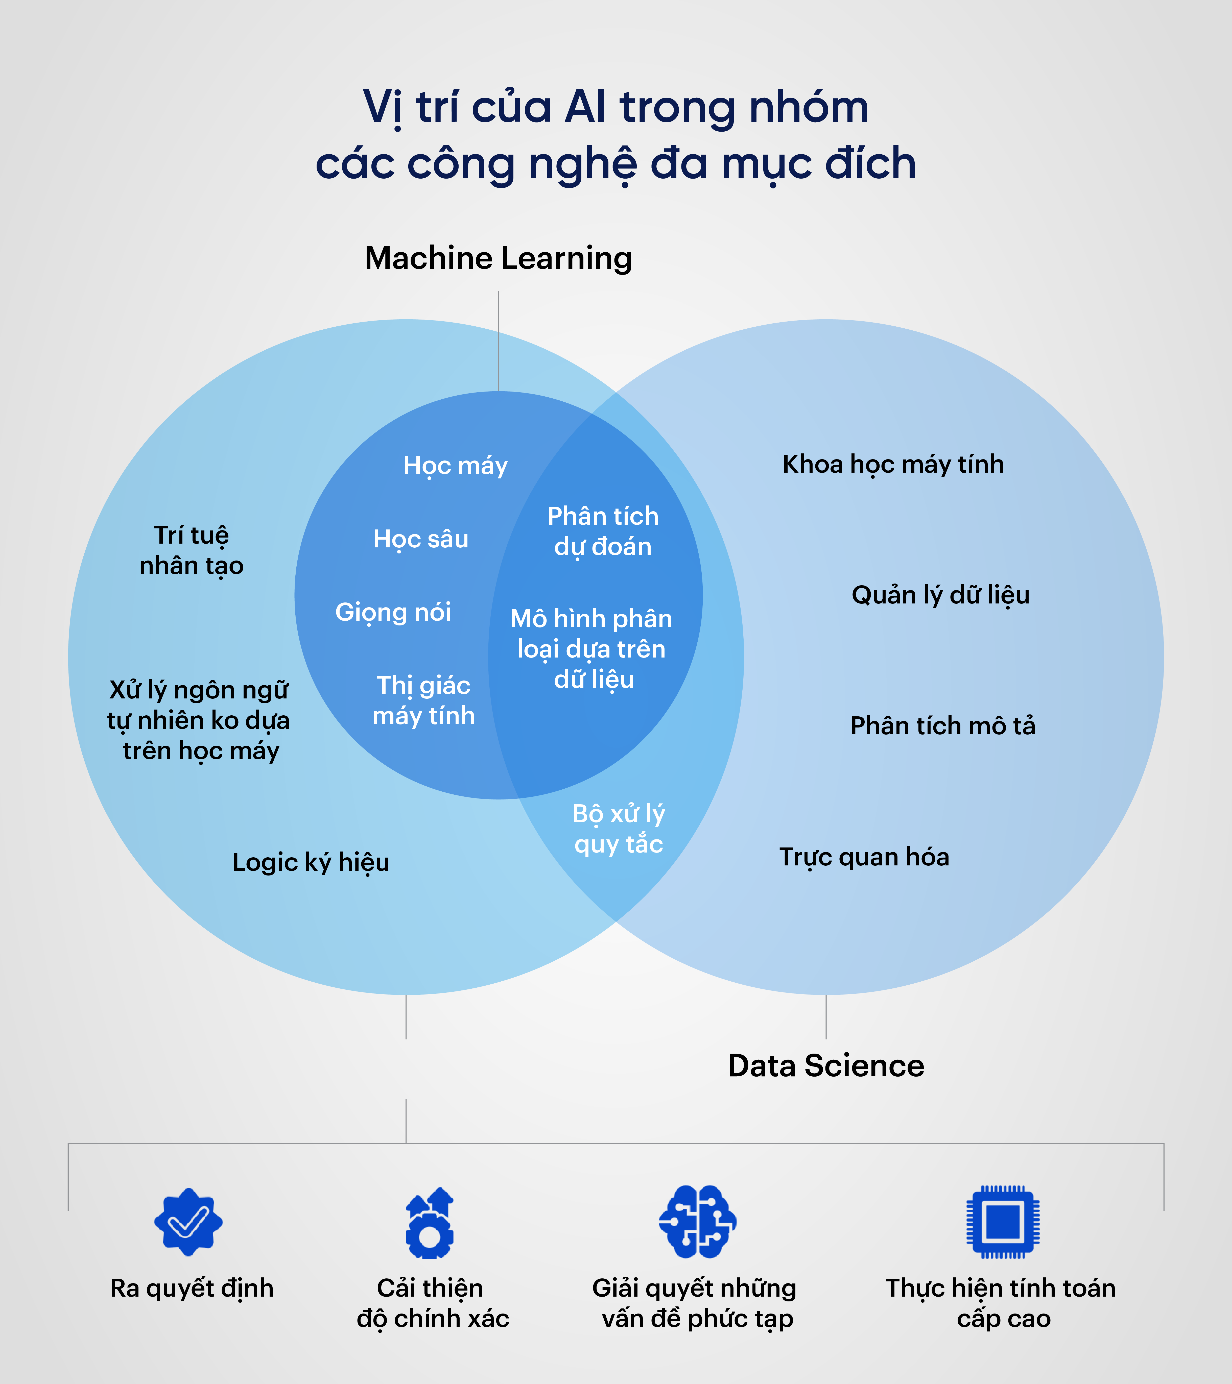 Vị trí của AI trong nhóm
các công nghệ đa mục đích
Machine Learning
Học máy
Học sâu
Giọng nói
Thị giác
máy tính
Phân tích
dự đoán
Mô hình phân
loại dựa trên
dữ liệu
Trí tuệ
nhân tạo
Xử lý ngôn ngữ
tự nhiên ko dựa
trên học máy
Logic ký hiệu
Bộ xử lý
quy tắc
Khoa học máy tính
Quản lý dữ liệu
Phân tích mô tả
Trực quan hóa
Data Science
Ra quyết định
Cải thiện
độ chính xác
Giải quyết những
vấn đề phức tạp
Thực hiện tính toán
cấp cao